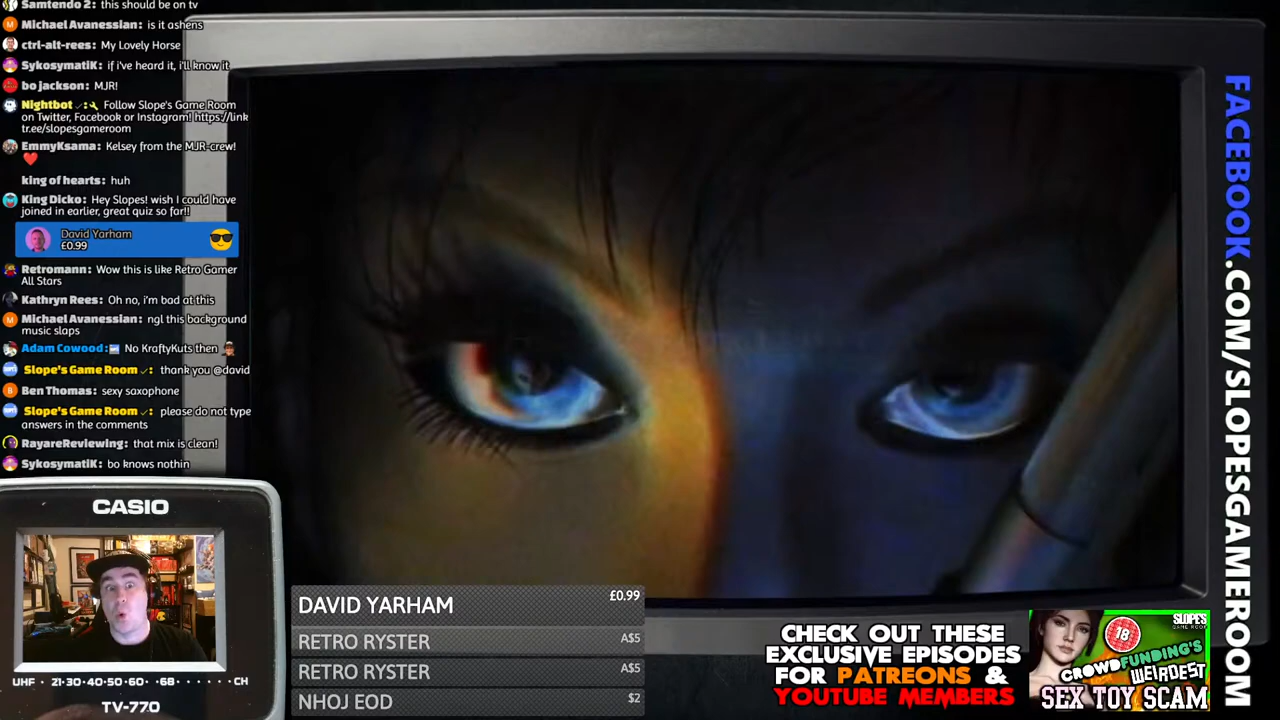 Samtendo 2: this should be on tv
Michael Avanessian: is it ashens
ctrl-alt-rees: My Lovely Horse
SykosymatiK: if i've heard it, i'll know it
bo jackson: MJR!
Nightbot: Follow Slope's Game Room
on Twitter, Facebook or Instagram! https://link
tr.ee/slopesgameroom
EmmyKsama: Kelsey from the MJR-crew!
king of hearts: huh
King Dicko: Hey Slopes! wish I could have
joined in earlier, great quiz so far!!
David Yarham
£0.99
Retromann: Wow this is like Retro Gamer
All Stars
Kathryn Rees: Oh no, i'm bad at this
Michael Avanessian: ngl this background
music slaps
Adam Cowood: No KraftyKuts then
Slope's Game Room: thank you @david
Ben Thomas: sexy saxophone
Slope's Game Room: please do not type
answers in the comments
RayareReviewing: that mix is clean!
SykosymatiK: bo knows nothin
CASIO
UHF · 21·30·40·50·60· ·68 · · · · · · CH
TV-770
DAVID YARHAM £0.99
RETRO RYSTER A$5
RETRO RYSTER A$5
NHOJ EOD $2
CHECK OUT THESE
EXCLUSIVE EPISODES
FOR PATREONS &
YOUTUBE MEMBERS
SLOPES
GAME ROOM
18
CROWDFUNDING'S
WEIRDEST
SEX TOY SCAM
FACEBOOK.COM/SLOPESGAMEROOM